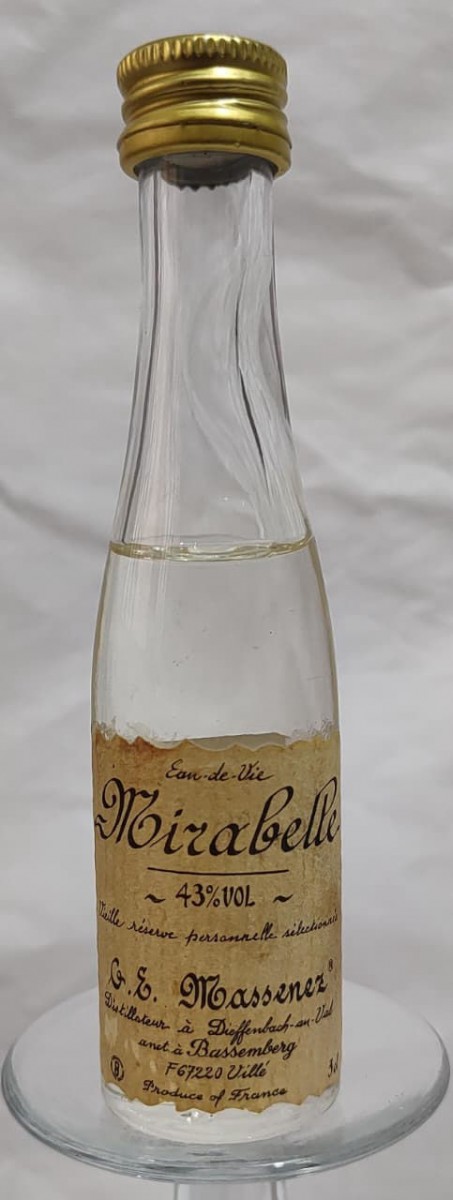 Eau-de-Vie
Mirabelle
~ 43%VOL ~
Vieille réserve personnelle sélectionnée
G.E. Massenez®
Distillateur à Dieffenbach-au-Val
anct à Bassemberg
F67220 Villé
Ⓑ 3cl
Produce of France